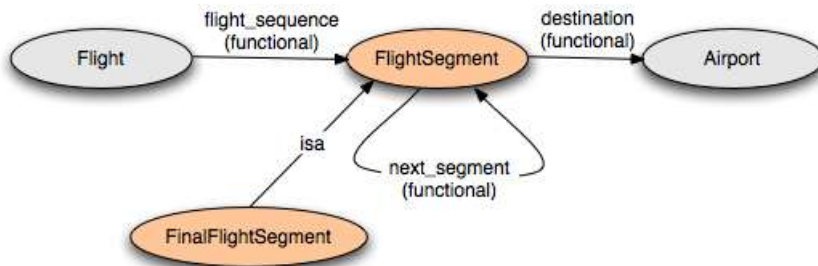 flight_sequence
(functional)
destination
(functional)
Flight
FlightSegment
Airport
isa
next_segment
(functional)
FinalFlightSegment